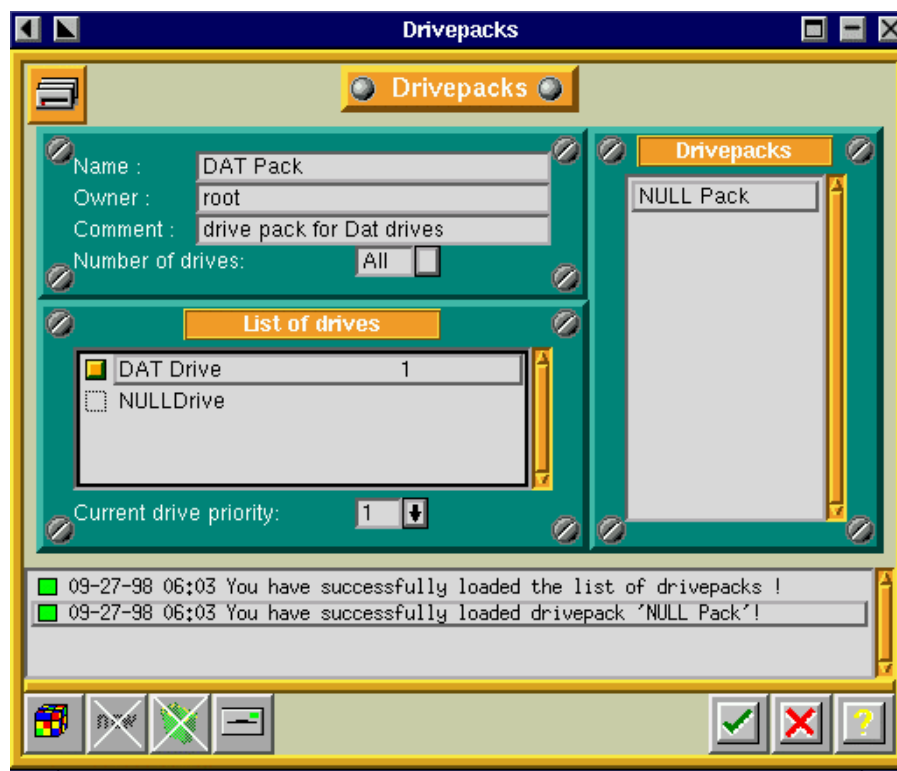 Drivepacks
Drivepacks
Name : DAT Pack
Owner : root
Comment : drive pack for Dat drives
Number of drives: All
Drivepacks
NULL Pack
List of drives
DAT Drive 1
NULLDrive
Current drive priority: 1
09-27-98 06:03 You have successfully loaded the list of drivepacks !
09-27-98 06:03 You have successfully loaded drivepack 'NULL Pack'!
new
?